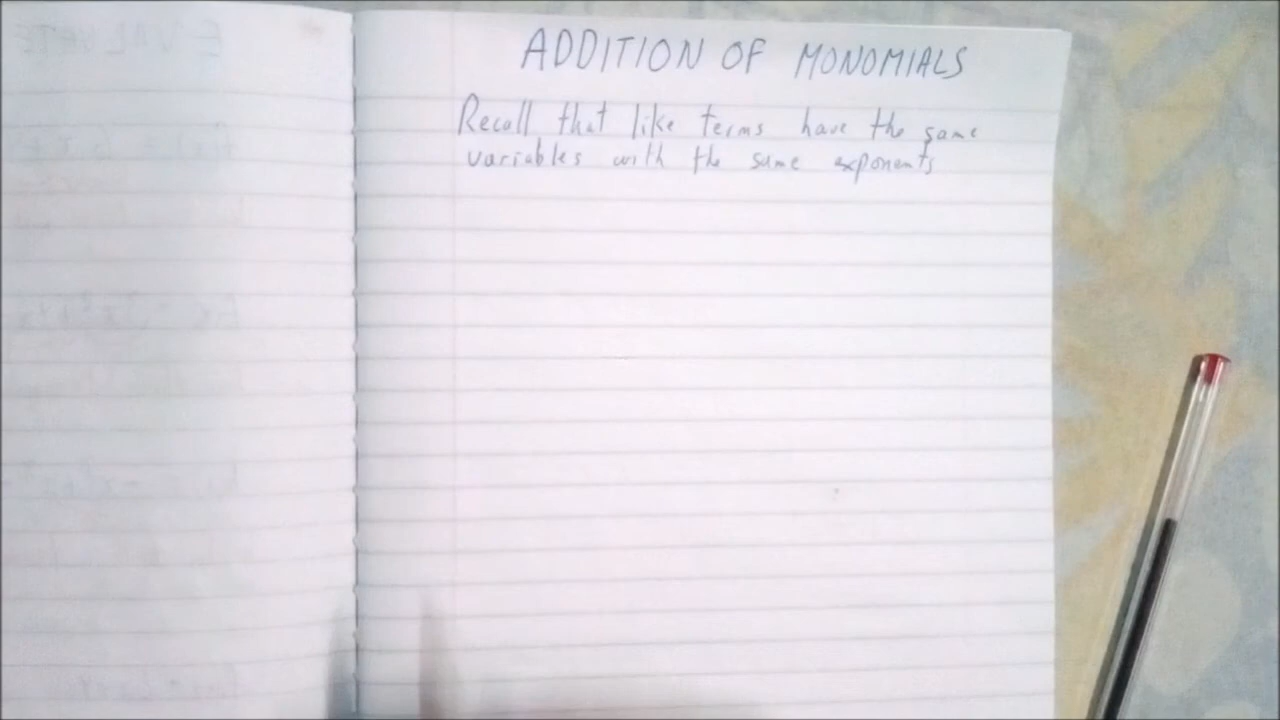 ADDITION OF MONOMIALS
Recall that like terms have the same
variables with the same exponents